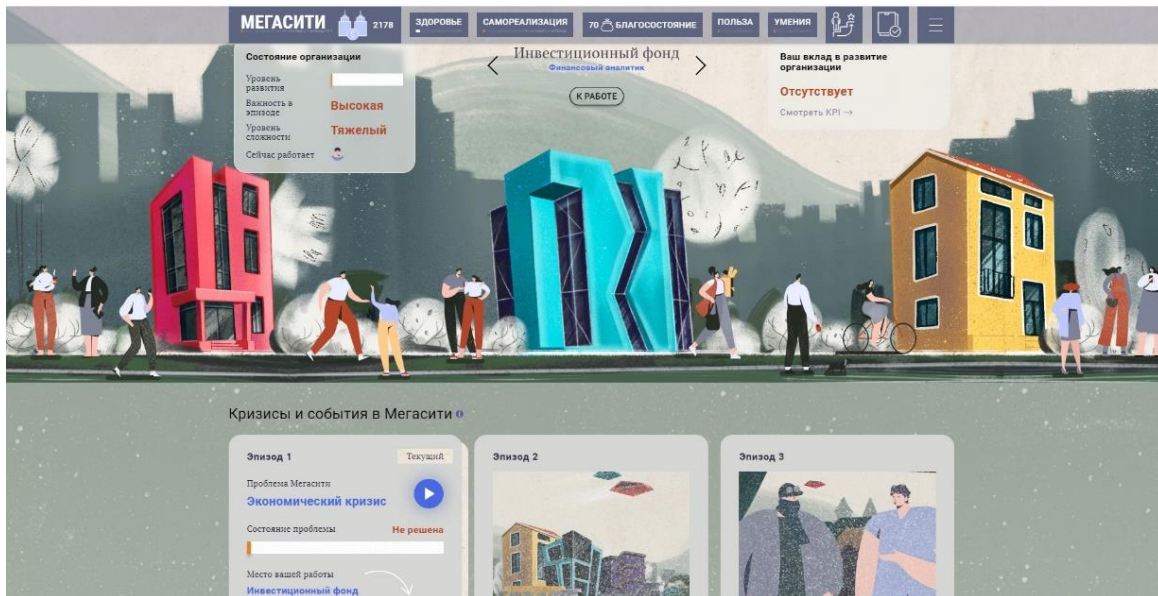 МЕГАСИТИ 2178 ЗДОРОВЬЕ САМОРЕАЛИЗАЦИЯ 70 БЛАГОСОСТОЯНИЕ ПОЛЬЗА УМЕНИЯ
Состояние организации
Уровень
развития
Важность в
эпизоде
Высокая
Уровень
сложности
Тяжелый
Сейчас работает
Инвестиционный фонд
Финансовый аналитик
К РАБОТЕ
Ваш вклад в развитие
организации
Отсутствует
Смотреть KPI →
Кризисы и события в Мегасити
Эпизод 1
Текущий
Проблема Мегасити
Экономический кризис
Состояние проблемы
Не решена
Место вашей работы
Инвестиционный фонд
Эпизод 2
Эпизод 3